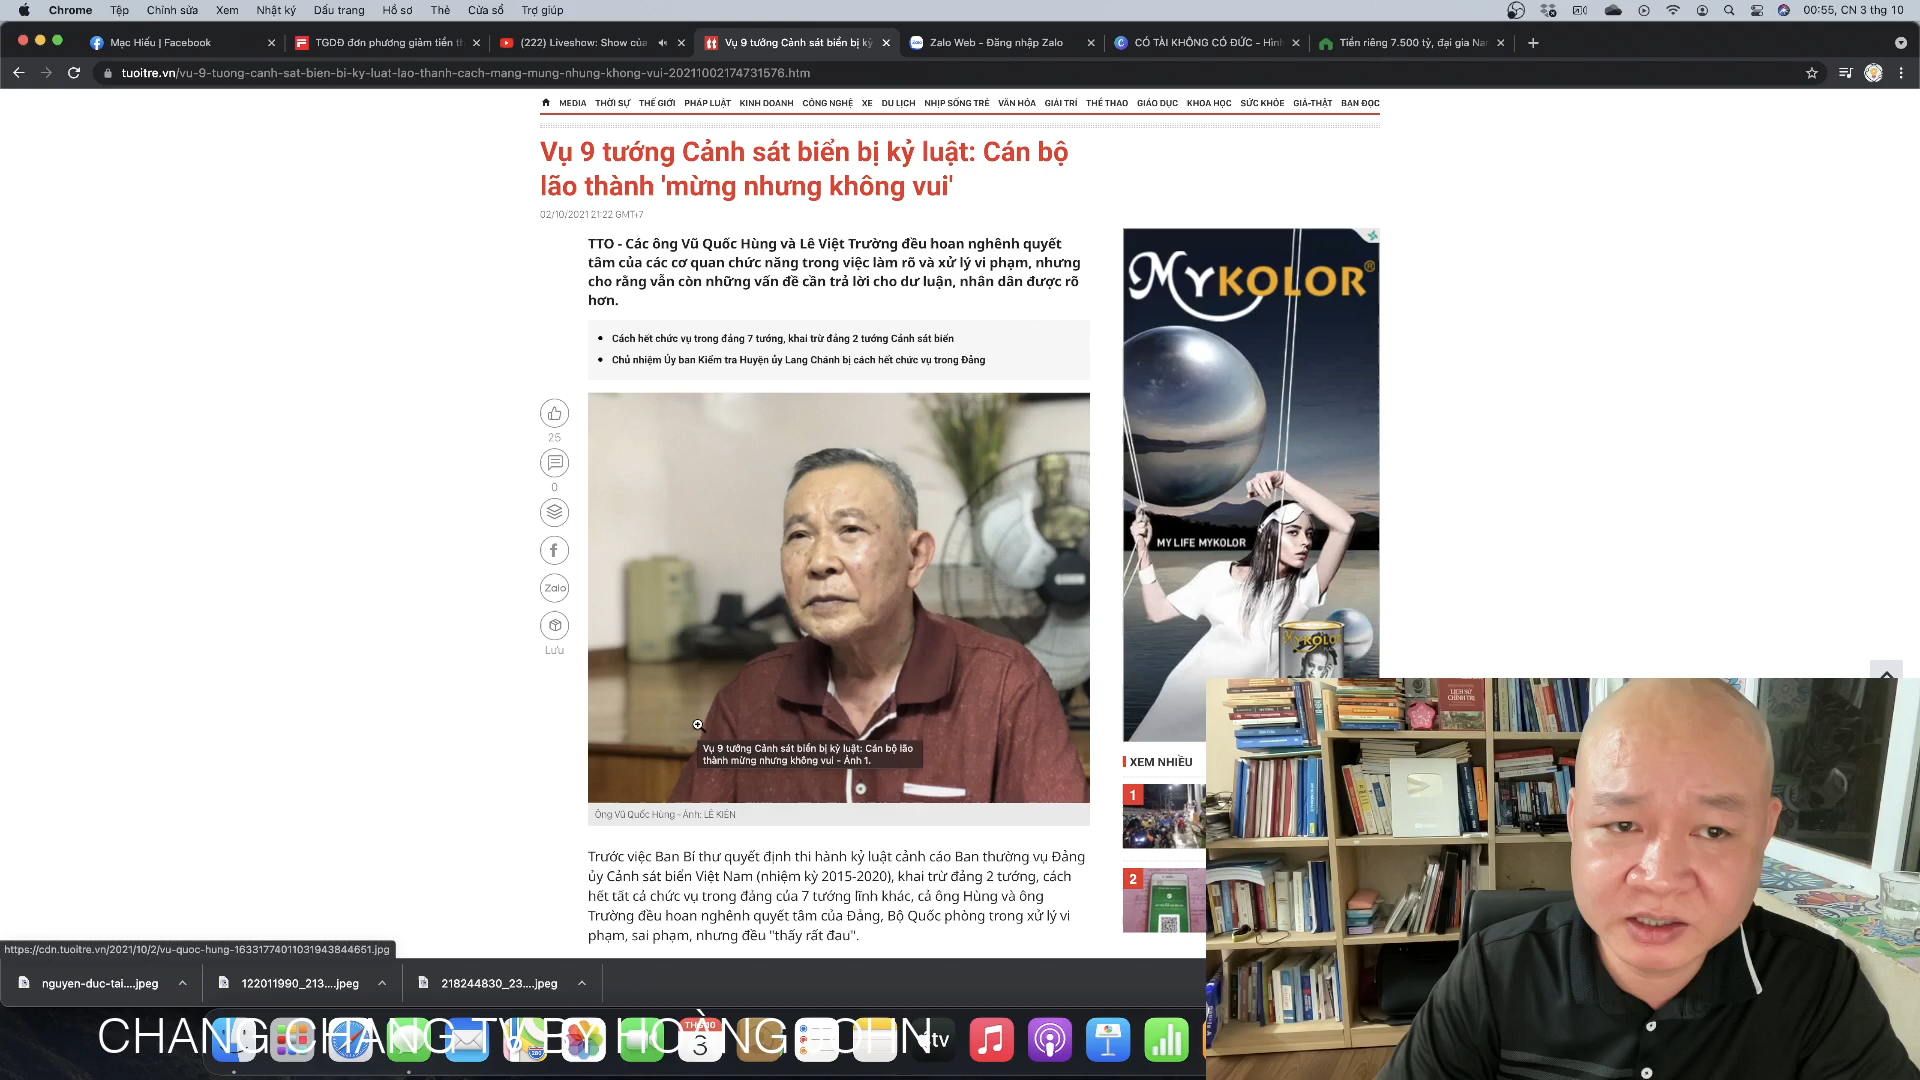 Chrome Tệp Chỉnh sửa Xem Nhật ký Dấu trang Hồ sơ Thẻ Cửa sổ Trợ giúp 00:55, CN 3 thg 10
Mạc Hiếu | Facebook TGDĐ đơn phương giảm tiền th (222) Liveshow: Show của Vụ 9 tướng Cảnh sát biển bị kỷ Zalo Web - Đăng nhập Zalo CÓ TÀI KHÔNG CÓ ĐỨC - Hình Tiền riêng 7.500 tỷ, đại gia Nam
tuoitre.vn/vu-9-tuong-canh-sat-bien-bi-ky-luat-lao-thanh-cach-mang-mung-nhung-khong-vui-20211002174731576.htm
MEDIA THỜI SỰ THẾ GIỚI PHÁP LUẬT KINH DOANH CÔNG NGHỆ XE DU LỊCH NHỊP SỐNG TRẺ VĂN HÓA GIẢI TRÍ THỂ THAO GIÁO DỤC KHOA HỌC SỨC KHỎE GIẢ-THẬT BẠN ĐỌC
Vụ 9 tướng Cảnh sát biển bị kỷ luật: Cán bộ
lão thành 'mừng nhưng không vui'
02/10/2021 21:22 GMT+7
TTO - Các ông Vũ Quốc Hùng và Lê Việt Trường đều hoan nghênh quyết
tâm của các cơ quan chức năng trong việc làm rõ và xử lý vi phạm, nhưng
cho rằng vẫn còn những vấn đề cần trả lời cho dư luận, nhân dân được rõ
hơn.
Cách hết chức vụ trong đảng 7 tướng, khai trừ đảng 2 tướng Cảnh sát biển
Chủ nhiệm Ủy ban Kiểm tra Huyện ủy Lang Chánh bị cách hết chức vụ trong Đảng
25
0
Zalo
Lưu
MYKOLOR®
MY LIFE MYKOLOR
MYKOLOR
Vụ 9 tướng Cảnh sát biển bị kỷ luật: Cán bộ lão
thành mừng nhưng không vui - Ảnh 1.
Ông Vũ Quốc Hùng - Ảnh: LÊ KIÊN
Trước việc Ban Bí thư quyết định thi hành kỷ luật cảnh cáo Ban thường vụ Đảng
ủy Cảnh sát biển Việt Nam (nhiệm kỳ 2015-2020), khai trừ đảng 2 tướng, cách
hết tất cả chức vụ trong đảng của 7 tướng lĩnh khác, cả ông Hùng và ông
Trường đều hoan nghênh quyết tâm của Đảng, Bộ Quốc phòng trong xử lý vi
phạm, sai phạm, nhưng đều "thấy rất đau".
XEM NHIỀU
1
2
LỊCH SỬ
CHÍNH TRỊ
https://cdn.tuoitre.vn/2021/10/2/vu-quoc-hung-16331774011031943844651.jpg
nguyen-duc-tai....jpeg 122011990_213....jpeg 218244830_23....jpeg
CHANG CHANG TV BY HOÀNG JOHN
3
tv